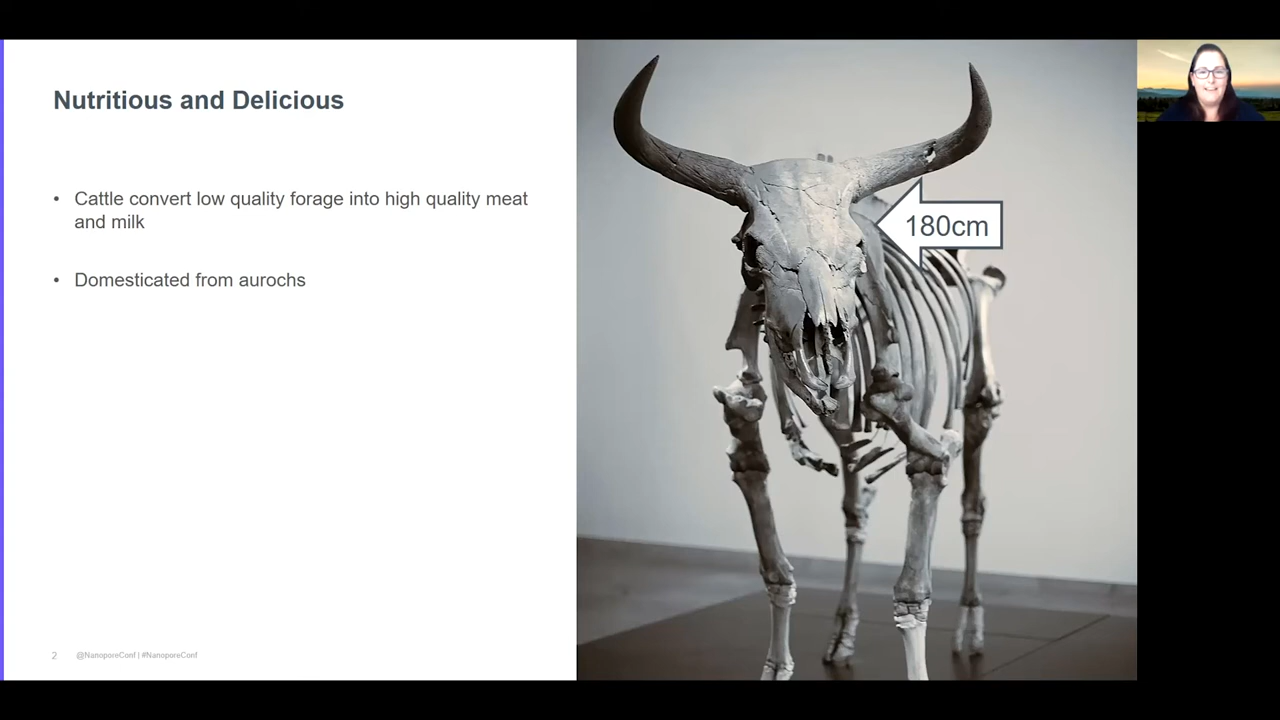 Nutritious and Delicious
• Cattle convert low quality forage into high quality meat
and milk
• Domesticated from aurochs
180cm
2 @NanoporeConf | #NanoporeConf